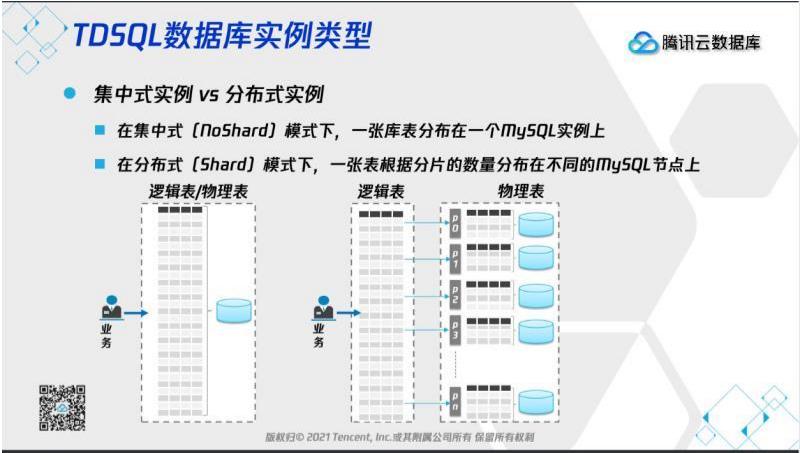 TDSQL数据库实例类型
腾讯云数据库
集中式实例 vs 分布式实例
在集中式（NoShard）模式下，一张库表分布在一个MySQL实例上
在分布式（Shard）模式下，一张表根据分片的数量分布在不同的MySQL节点上
逻辑表/物理表
逻辑表
物理表
业务
业务
p0
p1
p2
p3
pn
版权归© 2021 Tencent, Inc.或其附属公司所有 保留所有权利